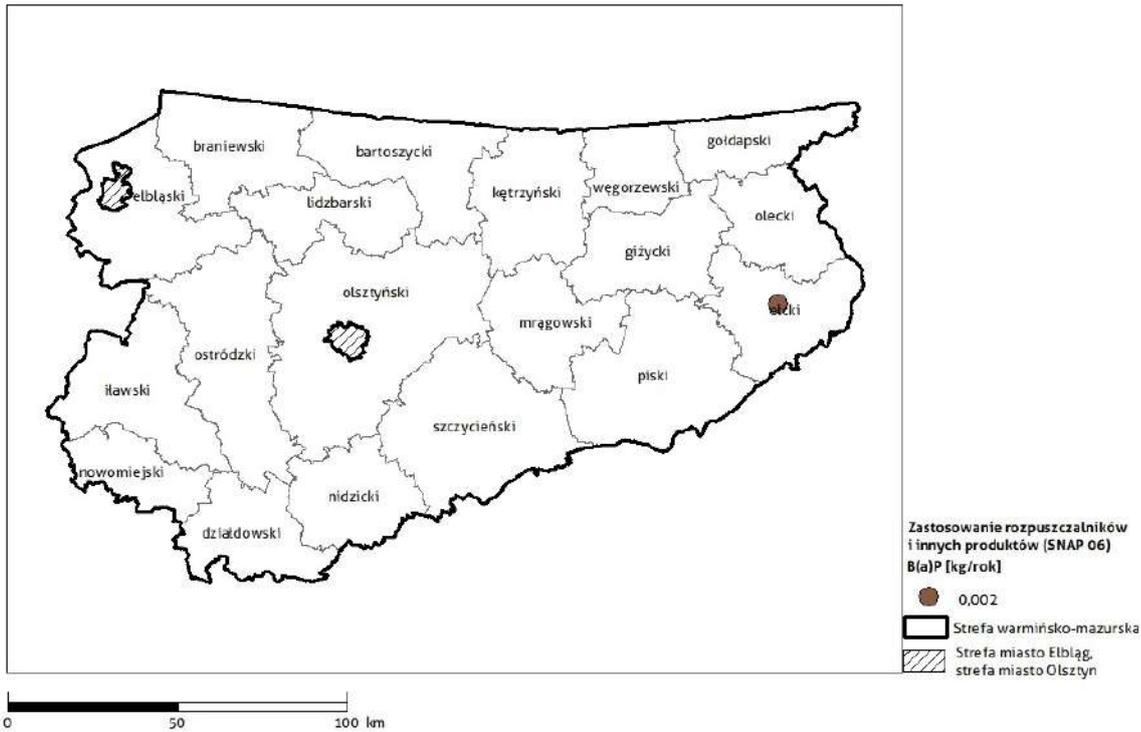 gołdapski
braniewski
bartoszycki
kętrzyński
węgorzewski
elbląski
lidzbarski
olecki
giżycki
olsztyński
ełcki
mrągowski
ostródzki
piski
iławski
szczycieński
nowomiejski
nidzicki
działdowski
Zastosowanie rozpuszczalników
i innych produktów (SNAP 06)
B(a)P [kg/rok]
0,002
Strefa warmińsko-mazurska
Strefa miasto Elbląg,
strefa miasto Olsztyn
0 50 100 km